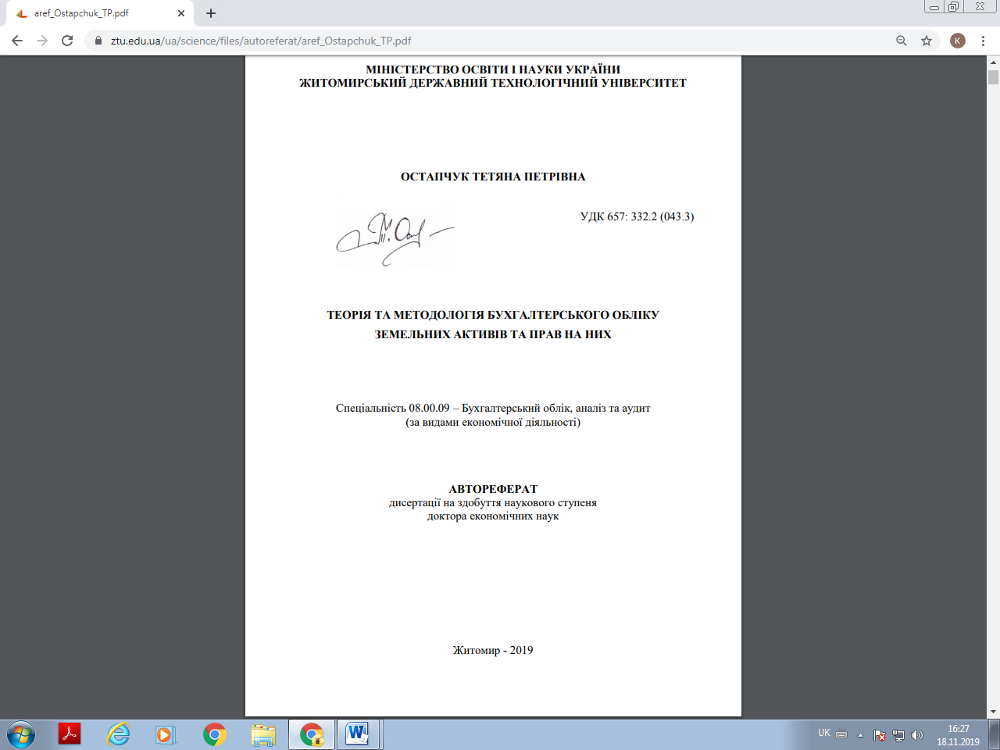 aref_Ostapchuk_TP.pdf
ztu.edu.ua/ua/science/files/autoreferat/aref_Ostapchuk_TP.pdf
K
МІНІСТЕРСТВО ОСВІТИ І НАУКИ УКРАЇНИ
ЖИТОМИРСЬКИЙ ДЕРЖАВНИЙ ТЕХНОЛОГІЧНИЙ УНІВЕРСИТЕТ
ОСТАПЧУК ТЕТЯНА ПЕТРІВНА
УДК 657: 332.2 (043.3)
ТЕОРІЯ ТА МЕТОДОЛОГІЯ БУХГАЛТЕРСЬКОГО ОБЛІКУ
ЗЕМЕЛЬНИХ АКТИВІВ ТА ПРАВ НА НИХ
Спеціальність 08.00.09 – Бухгалтерський облік, аналіз та аудит
(за видами економічної діяльності)
АВТОРЕФЕРАТ
дисертації на здобуття наукового ступеня
доктора економічних наук
Житомир - 2019
UK
16:27
18.11.2019